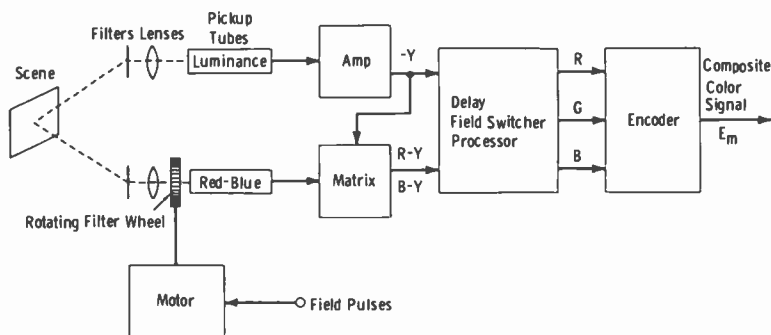 Pickup
Tubes
Filters Lenses
Scene
Luminance
Amp
-Y
Delay
Field Switcher
Processor
R
G
B
Encoder
Composite
Color
Signal
Em
Red-Blue
Matrix
R-Y
B-Y
Rotating Filter Wheel
Motor
Field Pulses